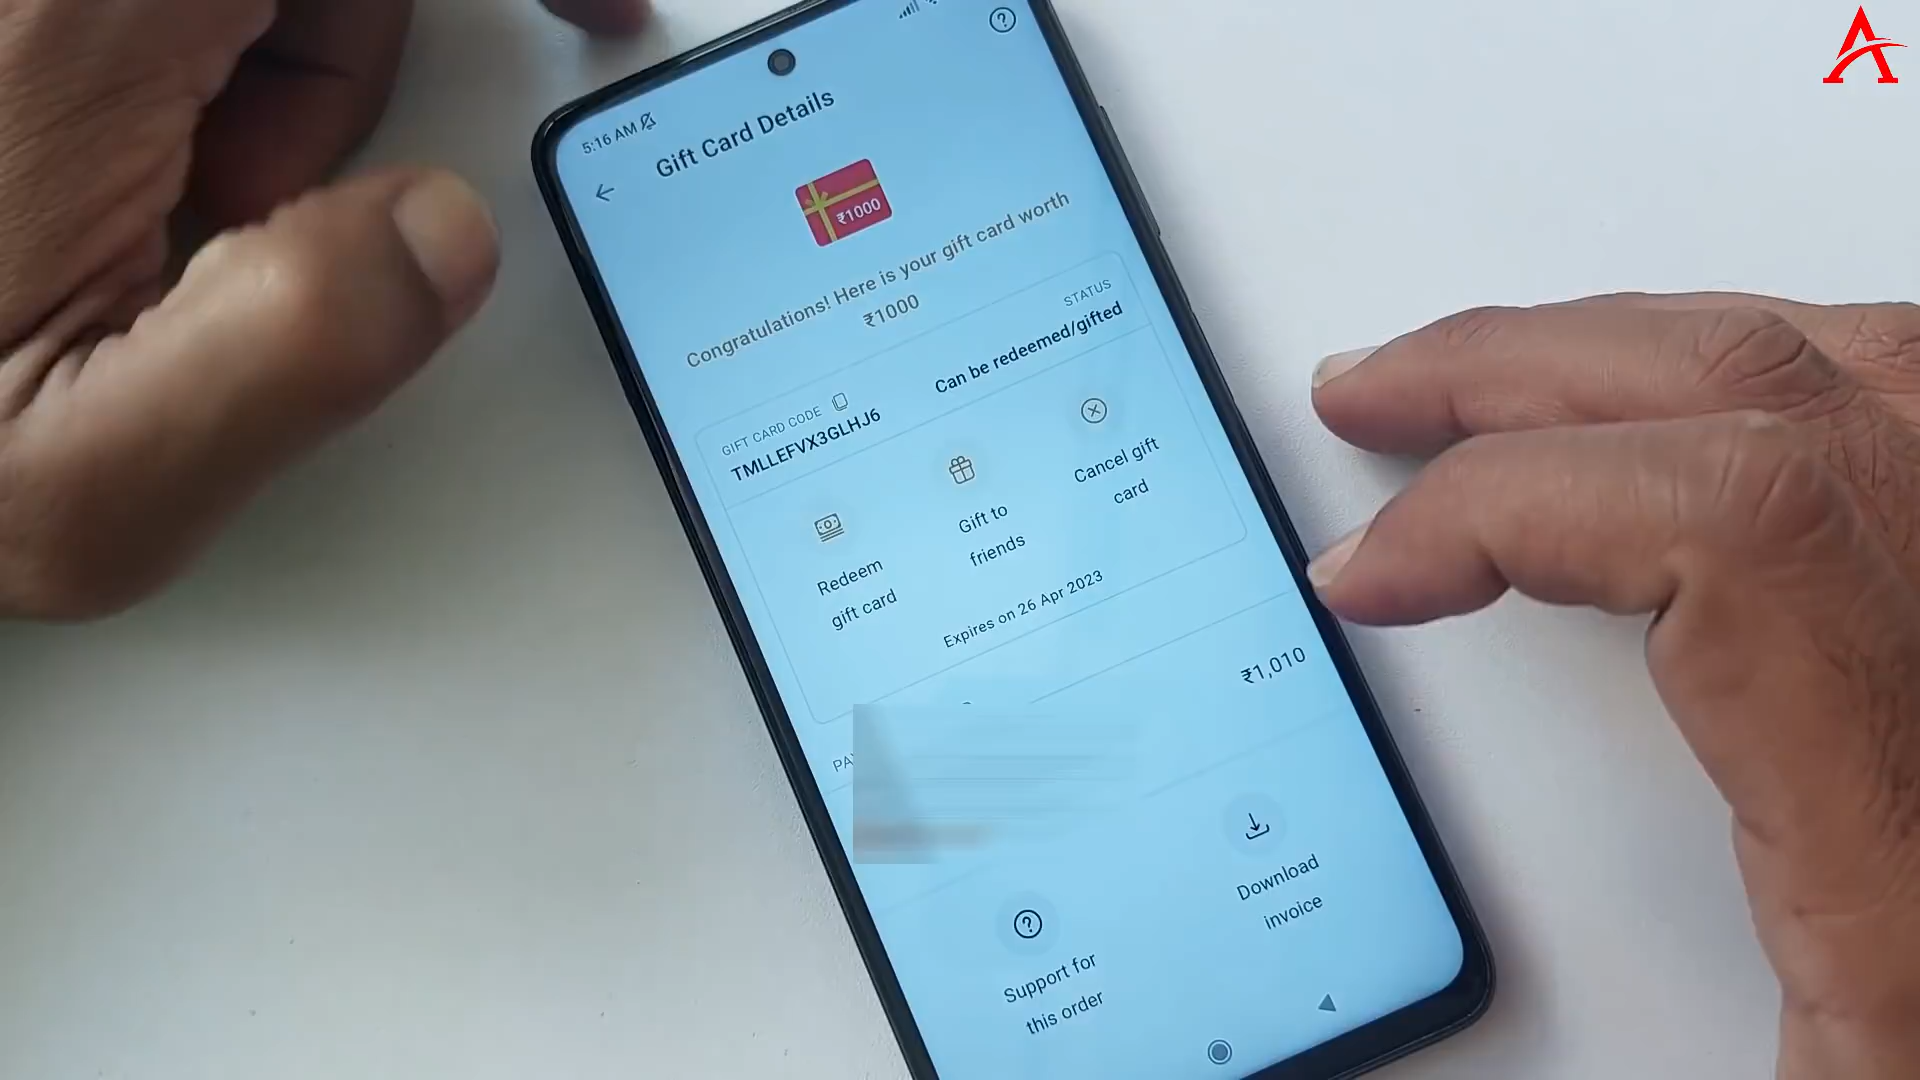 5:16 AM
Gift Card Details
₹1000
Congratulations! Here is your gift card worth
₹1000
GIFT CARD CODE
TMLLEFVX3GLHJ6
STATUS
Can be redeemed/gifted
Redeem
gift card
Gift to
friends
Cancel gift
card
Expires on 26 Apr 2023
₹1,010
Support for
this order
Download
invoice